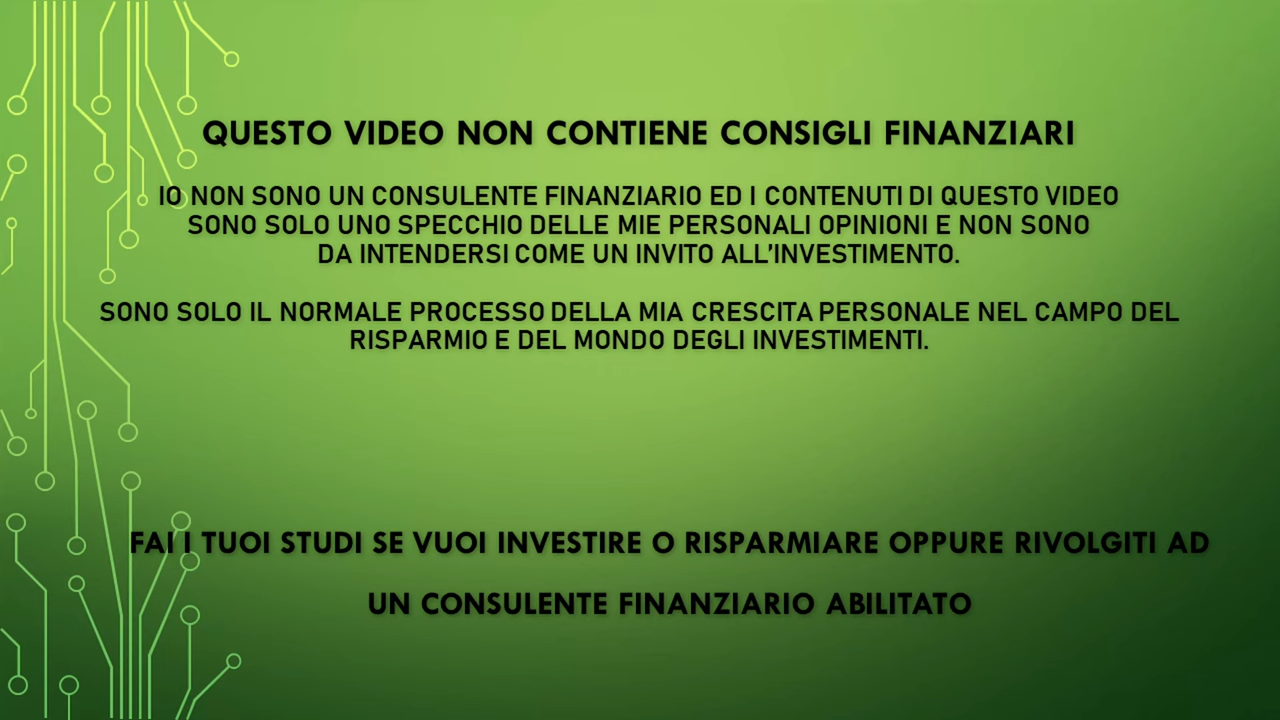 QUESTO VIDEO NON CONTIENE CONSIGLI FINANZIARI
IO NON SONO UN CONSULENTE FINANZIARIO ED I CONTENUTI DI QUESTO VIDEO
SONO SOLO UNO SPECCHIO DELLE MIE PERSONALI OPINIONI E NON SONO
DA INTENDERSI COME UN INVITO ALL'INVESTIMENTO.
SONO SOLO IL NORMALE PROCESSO DELLA MIA CRESCITA PERSONALE NEL CAMPO DEL
RISPARMIO E DEL MONDO DEGLI INVESTIMENTI.
FAI I TUOI STUDI SE VUOI INVESTIRE O RISPARMIARE OPPURE RIVOLGITI AD
UN CONSULENTE FINANZIARIO ABILITATO